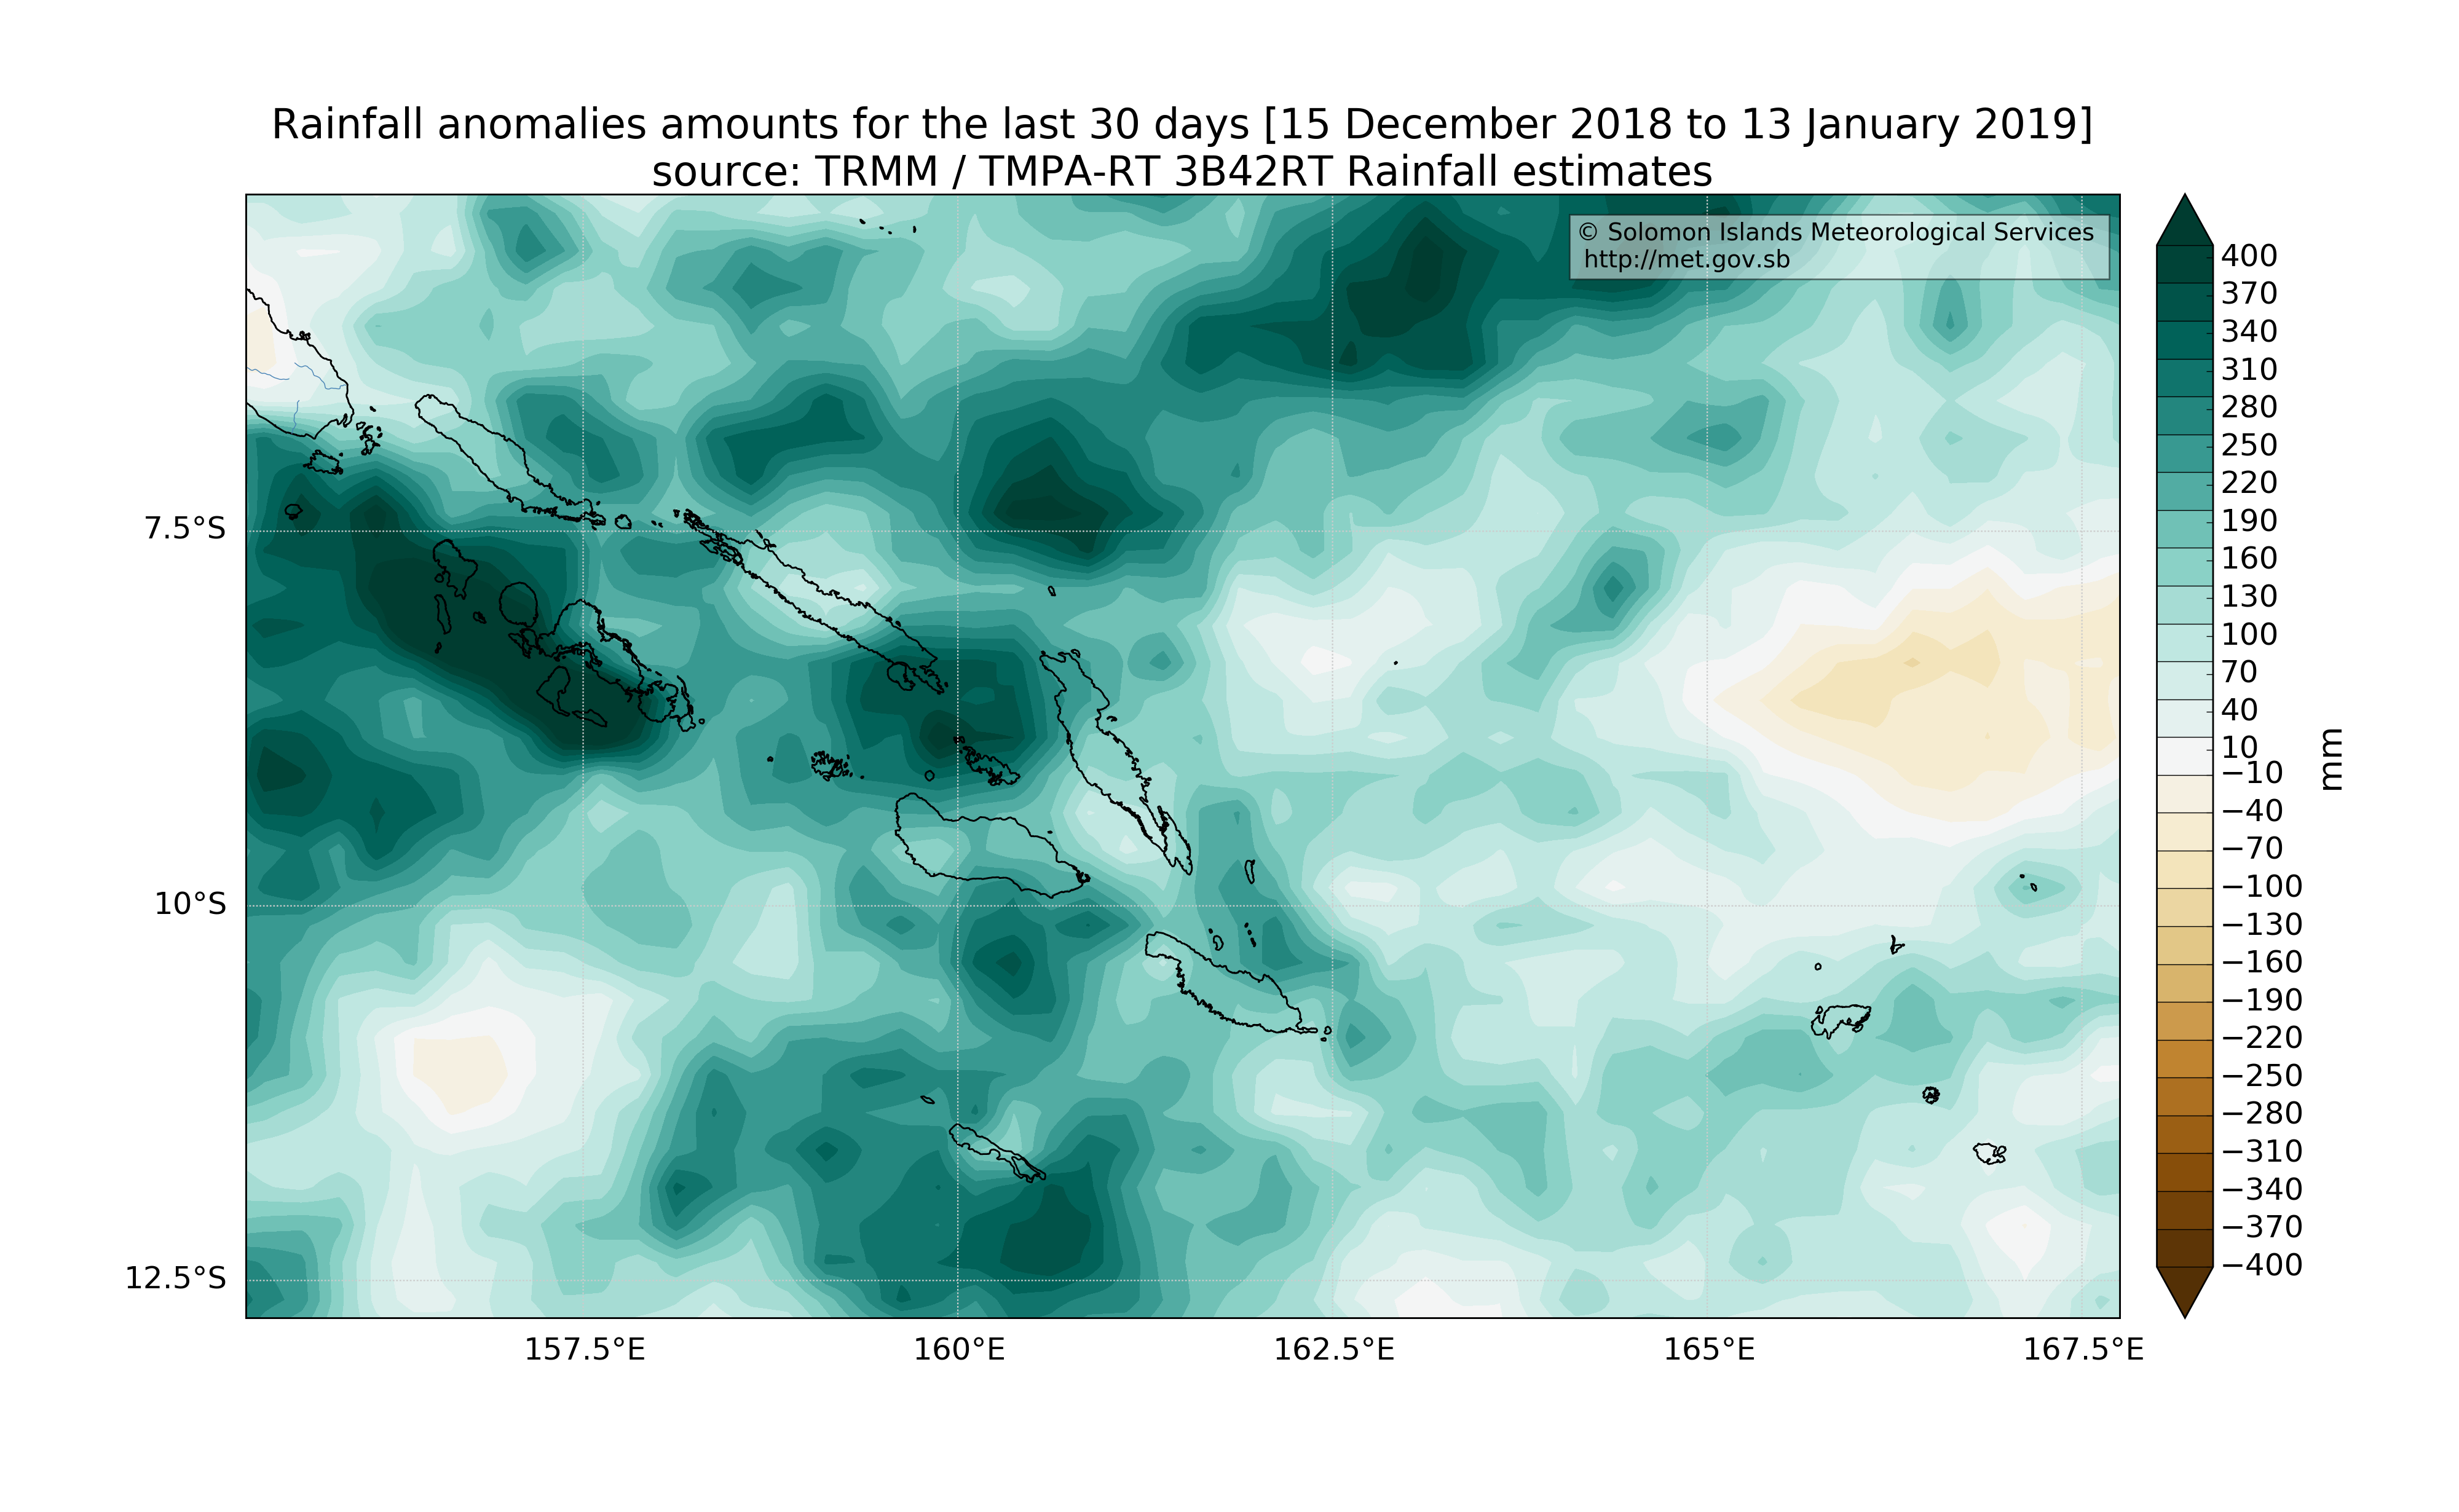 Rainfall anomalies amounts for the last 30 days [15 December 2018 to 13 January 2019]
source: TRMM / TMPA-RT 3B42RT Rainfall estimates
© Solomon Islands Meteorological Services
http://met.gov.sb
7.5°S
10°S
12.5°S
157.5°E
160°E
162.5°E
165°E
167.5°E
400
370
340
310
280
250
220
190
160
130
100
70
40
10
−10
−40
−70
−100
−130
−160
−190
−220
−250
−280
−310
−340
−370
−400
mm